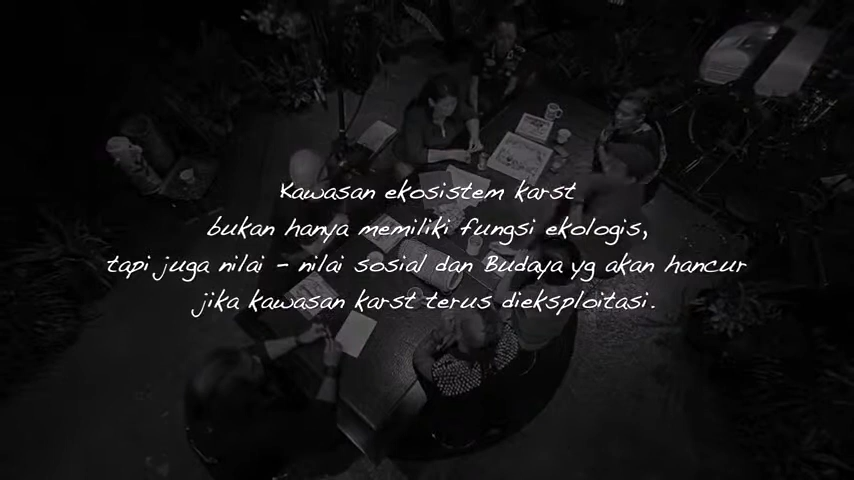 Kawasan ekosistem karst
bukan hanya memiliki fungsi ekologis,
tapi juga nilai - nilai sosial dan Budaya yg akan hancur
jika kawasan karst terus dieksploitasi.